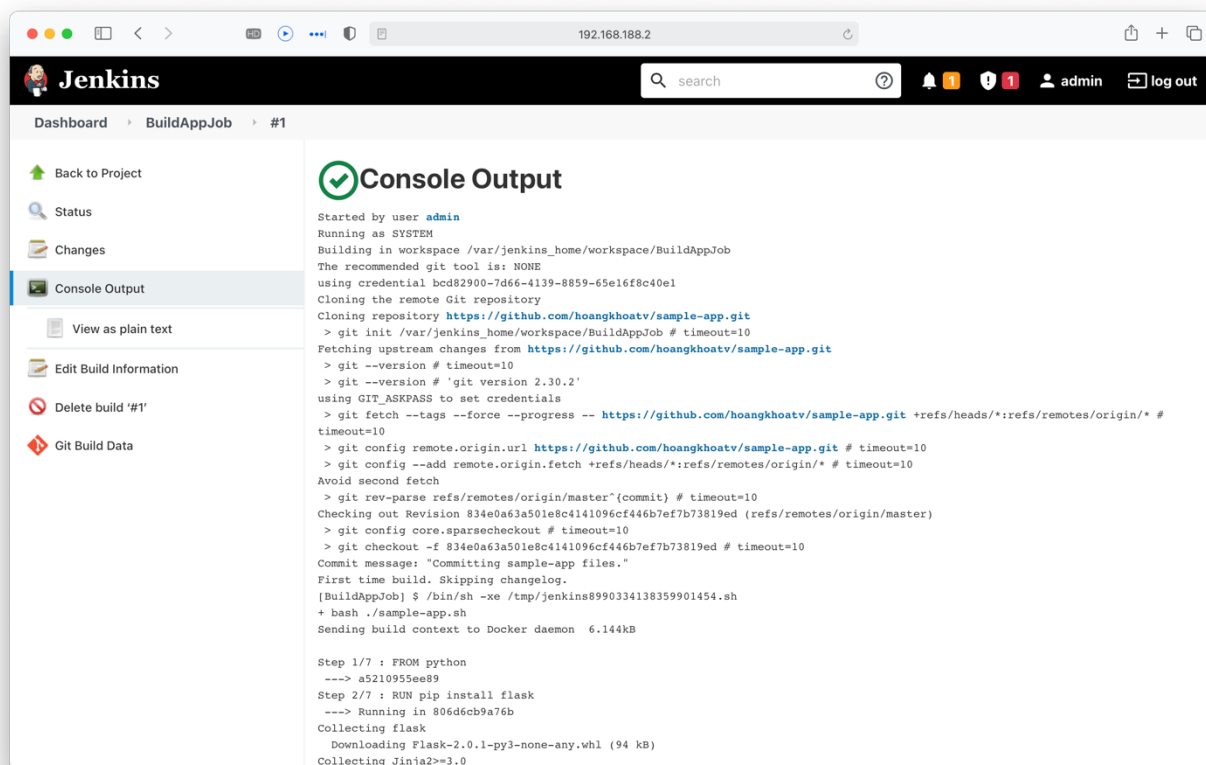 192.168.188.2
HD
Jenkins
search
1
1
admin
log out
Dashboard
BuildAppJob
#1
Back to Project
Status
Changes
Console Output
View as plain text
Edit Build Information
Delete build ‘#1’
Git Build Data
Console Output
Started by user admin
Running as SYSTEM
Building in workspace /var/jenkins_home/workspace/BuildAppJob
The recommended git tool is: NONE
using credential bcd82900-7d66-4139-8859-65e16f8c40e1
Cloning the remote Git repository
Cloning repository https://github.com/hoangkhoatv/sample-app.git
 > git init /var/jenkins_home/workspace/BuildAppJob # timeout=10
Fetching upstream changes from https://github.com/hoangkhoatv/sample-app.git
 > git --version # timeout=10
 > git --version # 'git version 2.30.2'
using GIT_ASKPASS to set credentials
 > git fetch --tags --force --progress -- https://github.com/hoangkhoatv/sample-app.git +refs/heads/*:refs/remotes/origin/* #
timeout=10
 > git config remote.origin.url https://github.com/hoangkhoatv/sample-app.git # timeout=10
 > git config --add remote.origin.fetch +refs/heads/*:refs/remotes/origin/* # timeout=10
Avoid second fetch
 > git rev-parse refs/remotes/origin/master^{commit} # timeout=10
Checking out Revision 834e0a63a501e8c4141096cf446b7ef7b73819ed (refs/remotes/origin/master)
 > git config core.sparsecheckout # timeout=10
 > git checkout -f 834e0a63a501e8c4141096cf446b7ef7b73819ed # timeout=10
Commit message: "Committing sample-app files."
First time build. Skipping changelog.
[BuildAppJob] $ /bin/sh -xe /tmp/jenkins8990334138359901454.sh
+ bash ./sample-app.sh
Sending build context to Docker daemon  6.144kB
Step 1/7 : FROM python
 ---> a5210955ee89
Step 2/7 : RUN pip install flask
 ---> Running in 806d6cb9a76b
Collecting flask
  Downloading Flask-2.0.1-py3-none-any.whl (94 kB)
Collecting Jinja2>=3.0